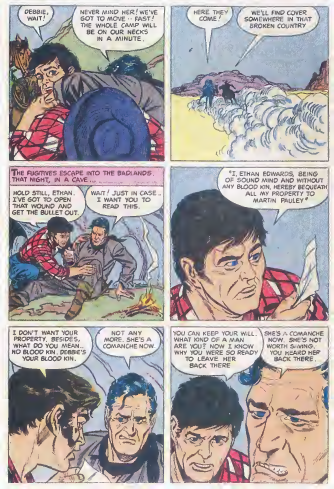 DEBBIE,
WAIT!
NEVER MIND HER! WE'VE
GOT TO MOVE -- FAST!
THE WHOLE CAMP WILL
BE ON OUR NECKS
IN A MINUTE.
HERE THEY
COME!
WE'LL FIND COVER
SOMEWHERE IN THAT
BROKEN COUNTRY
THE FUGITIVES ESCAPE INTO THE BADLANDS.
THAT NIGHT, IN A CAVE...
HOLD STILL, ETHAN.
I'VE GOT TO OPEN
THAT WOUND AND
GET THE BULLET OUT.
WAIT! JUST IN CASE,
I WANT YOU TO
READ THIS.
"I, ETHAN EDWARDS, BEING
OF SOUND MIND AND WITHOUT
ANY BLOOD KIN, HEREBY BEQUEATH
ALL MY PROPERTY TO
MARTIN PAULEY"
I DON'T WANT YOUR
PROPERTY. BESIDES,
WHAT DO YOU MEAN..
NO BLOOD KIN. DEBBIE'S
YOUR BLOOD KIN.
NOT ANY
MORE. SHE'S A
COMANCHE NOW
YOU CAN KEEP YOUR WILL
WHAT KIND OF A MAN
ARE YOU? NOW I KNOW
WHY YOU WERE SO READY
TO LEAVE HER
BACK THERE
SHE'S A COMANCHE
NOW. SHE'S NOT
WORTH SAVING.
YOU HEARD HER
BACK THERE